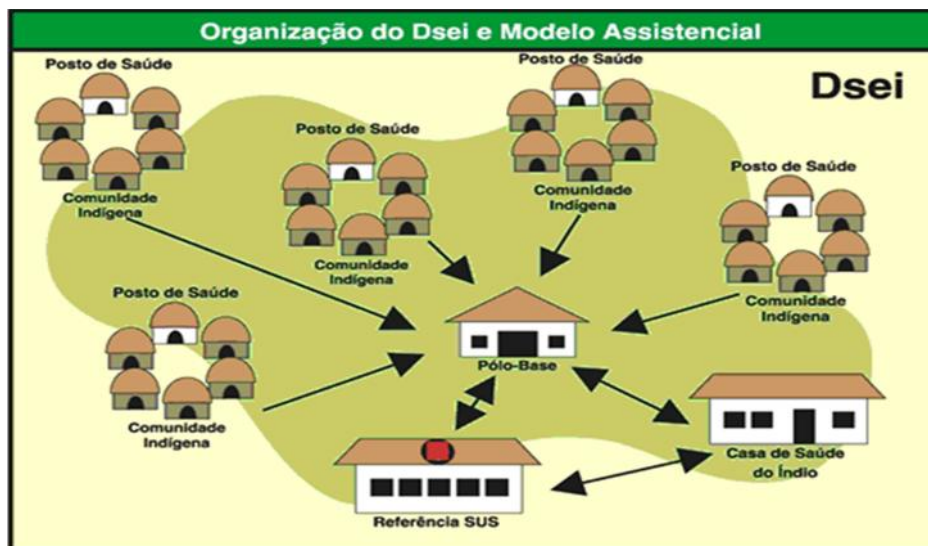 Organização do Dsei e Modelo Assistencial
Dsei
Posto de Saúde
Comunidade
Indígena
Posto de Saúde
Comunidade
Indígena
Posto de Saúde
Comunidade
Indígena
Posto de Saúde
Comunidade
Indígena
Posto de Saúde
Comunidade
Indígena
Pólo-Base
Casa de Saúde
do Índio
Referência SUS